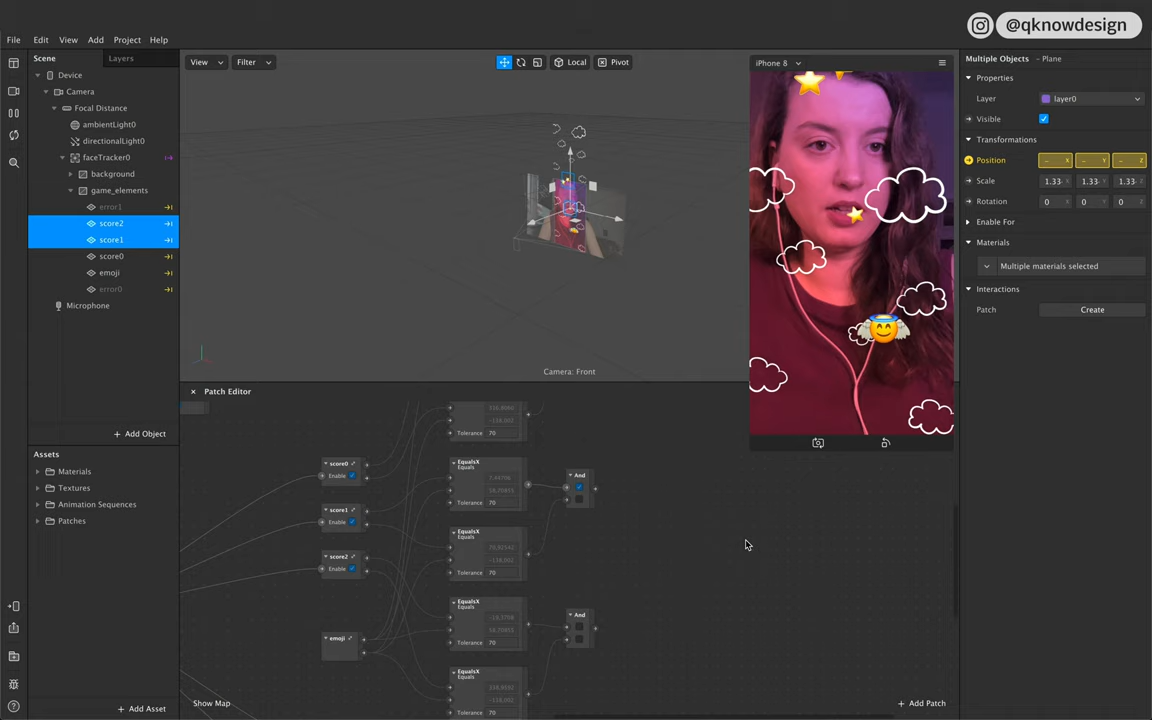 @qknowdesign
File Edit View Add Project Help
Scene Layers
Device
Camera
Focal Distance
ambientLight0
directionalLight0
faceTracker0
background
game_elements
error1
score2
score1
score0
emoji
error0
Microphone
+ Add Object
Assets
Materials
Textures
Animation Sequences
Patches
+ Add Asset
View Filter Local Pivot
Camera: Front
iPhone 8
× Patch Editor
Tolerance 70
score0
Enable
score1
Enable
score2
Enable
emoji
EqualsX
Equals
Tolerance 70
EqualsX
Equals
Tolerance 70
EqualsX
Equals
Tolerance 70
EqualsX
Equals
Tolerance 70
And
And
Show Map
+ Add Patch
Multiple Objects - Plane
Properties
Layer layer0
Visible
Transformations
Position – X – Y – Z
Scale 1.33 X 1.33 Y 1.33 Z
Rotation 0 X 0 Y 0 Z
Enable For
Materials
Multiple materials selected
Interactions
Patch Create